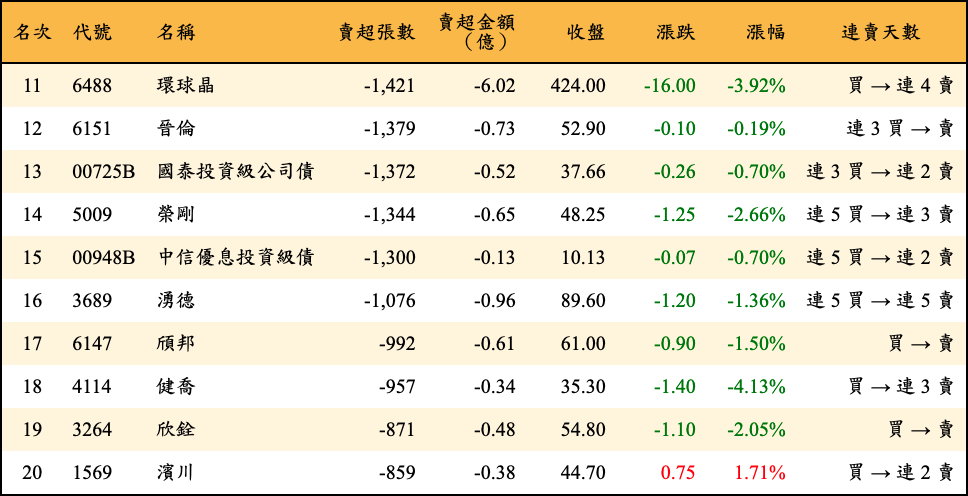 名次 代號 名稱 賣超張數 賣超金額（億） 收盤 漲跌 漲幅 連賣天數
11 6488 環球晶 -1,421 -6.02 424.00 -16.00 -3.92% 買 → 連 4 賣
12 6151 晉倫 -1,379 -0.73 52.90 -0.10 -0.19% 連 3 買 → 賣
13 00725B 國泰投資級公司債 -1,372 -0.52 37.66 -0.26 -0.70% 連 3 買 → 連 2 賣
14 5009 榮剛 -1,344 -0.65 48.25 -1.25 -2.66% 連 5 買 → 連 3 賣
15 00948B 中信優息投資級債 -1,300 -0.13 10.13 -0.07 -0.70% 連 5 買 → 連 2 賣
16 3689 湧德 -1,076 -0.96 89.60 -1.20 -1.36% 連 5 買 → 連 5 賣
17 6147 頎邦 -992 -0.61 61.00 -0.90 -1.50% 買 → 賣
18 4114 健喬 -957 -0.34 35.30 -1.40 -4.13% 買 → 連 3 賣
19 3264 欣銓 -871 -0.48 54.80 -1.10 -2.05% 買 → 賣
20 1569 濱川 -859 -0.38 44.70 0.75 1.71% 買 → 連 2 賣